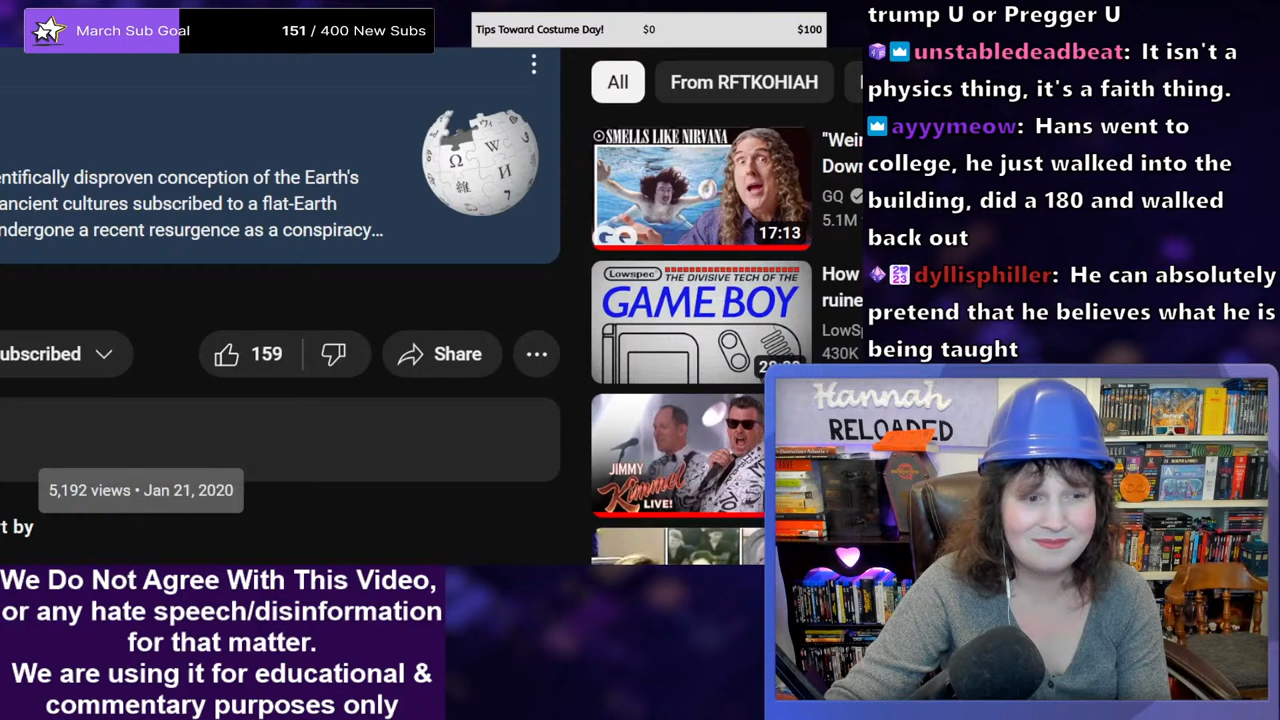 March Sub Goal
151 / 400 New Subs
Tips Toward Costume Day!
$0
$100
entifically disproven conception of the Earth's
ancient cultures subscribed to a flat-Earth
ndergone a recent resurgence as a conspiracy...
ubscribed
159
Share
5,192 views • Jan 21, 2020
t by
We Do Not Agree With This Video,
or any hate speech/disinformation
for that matter.
We are using it for educational &
commentary purposes only
All
From RFTKOHIAH
SMELLS LIKE NIRVANA
GQ
17:13
"Weir
Down
GQ
5.1M
Lowspec
THE DIVISIVE TECH OF THE
GAME BOY
How
ruine
LowS
430K
JIMMY
Kimmel
LIVE!
trump U or Pregger U
unstabledeadbeat: It isn't a
physics thing, it's a faith thing.
ayyymeow: Hans went to
college, he just walked into the
building, did a 180 and walked
back out
dyllisphiller: He can absolutely
pretend that he believes what he is
being taught
Hannah
RELOADED